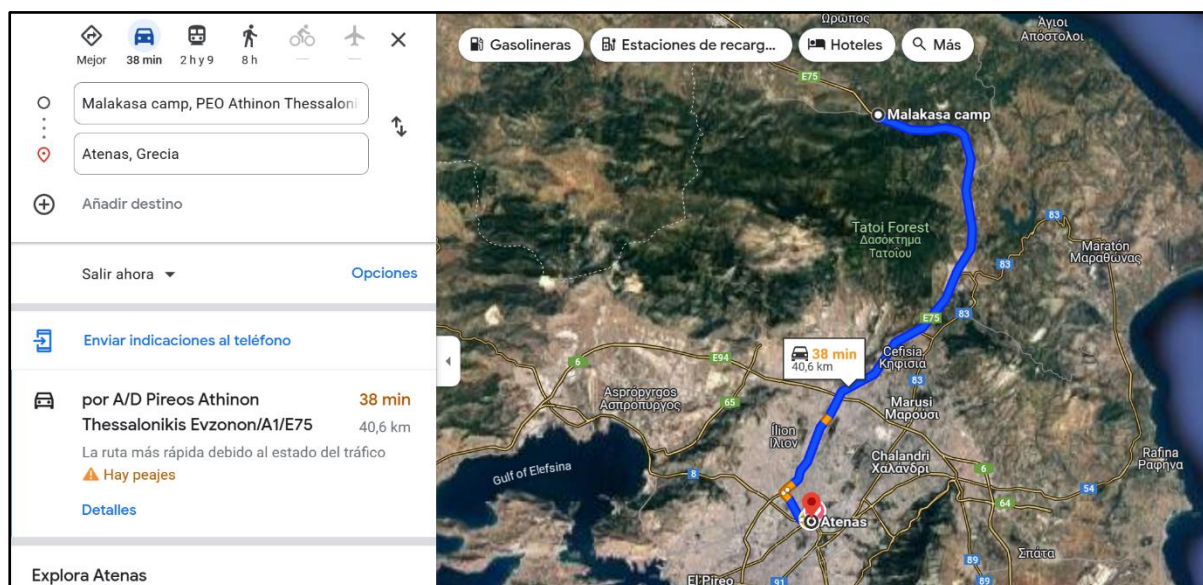 Mejor
38 min
2 h y 9
8 h
—
—
Malakasa camp, PEO Athinon Thessaloni
Atenas, Grecia
Añadir destino
Salir ahora
Opciones
Enviar indicaciones al teléfono
por A/D Pireos Athinon
Thessalonikis Evzonon/A1/E75
38 min
40,6 km
La ruta más rápida debido al estado del tráfico
Hay peajes
Detalles
Explora Atenas
Gasolineras
Estaciones de recarg...
Hoteles
Más
Ωρωπος
Άγιοι
Απόστολοι
E75
Malakasa camp
83
Tatoi Forest
Δασόκτημα
Τατοΐου
Maratón
Μαραθώνας
83
E75
83
38 min
40,6 km
Cefisia
Κηφισιά
6
E94
83
Asprópyrgos
Ασπρόπυργος
65
Marusi
Μαρούσι
Ílion
Ίλιον
Chalandri
Χαλάνδρι
Rafina
Ραφήνα
Gulf of Elefsina
8
6
54
64
Atenas
Σπάτα
89
El Pireo
91
89